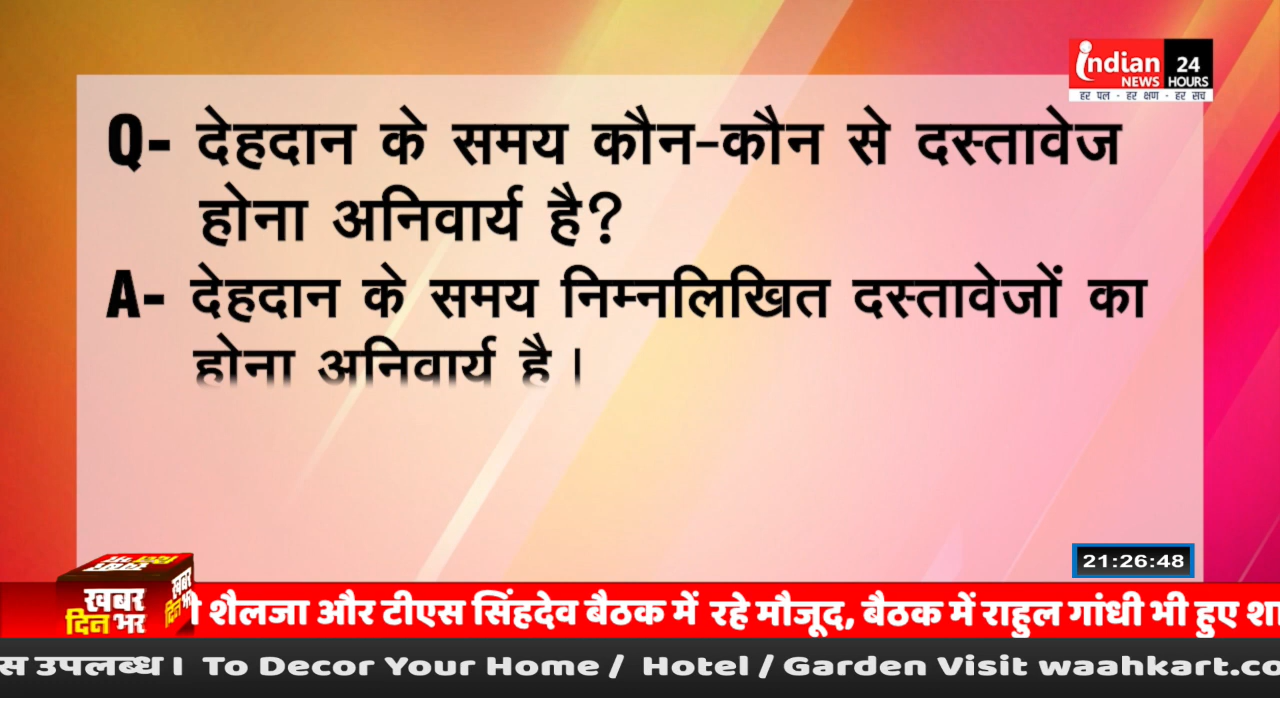 indian
NEWS
24
HOURS
हर पल - हर क्षण - हर सच
Q- देहदान के समय कौन-कौन से दस्तावेज
होना अनिवार्य है?
A- देहदान के समय निम्नलिखित दस्तावेजों का
होना अनिवार्य है।
21:26:48
खबर
दिन भर
शैलजा और टीएस सिंहदेव बैठक में रहे मौजूद, बैठक में राहुल गांधी भी हुए
उपलब्ध। To Decor Your Home / Hotel / Garden Visit waahkart.co